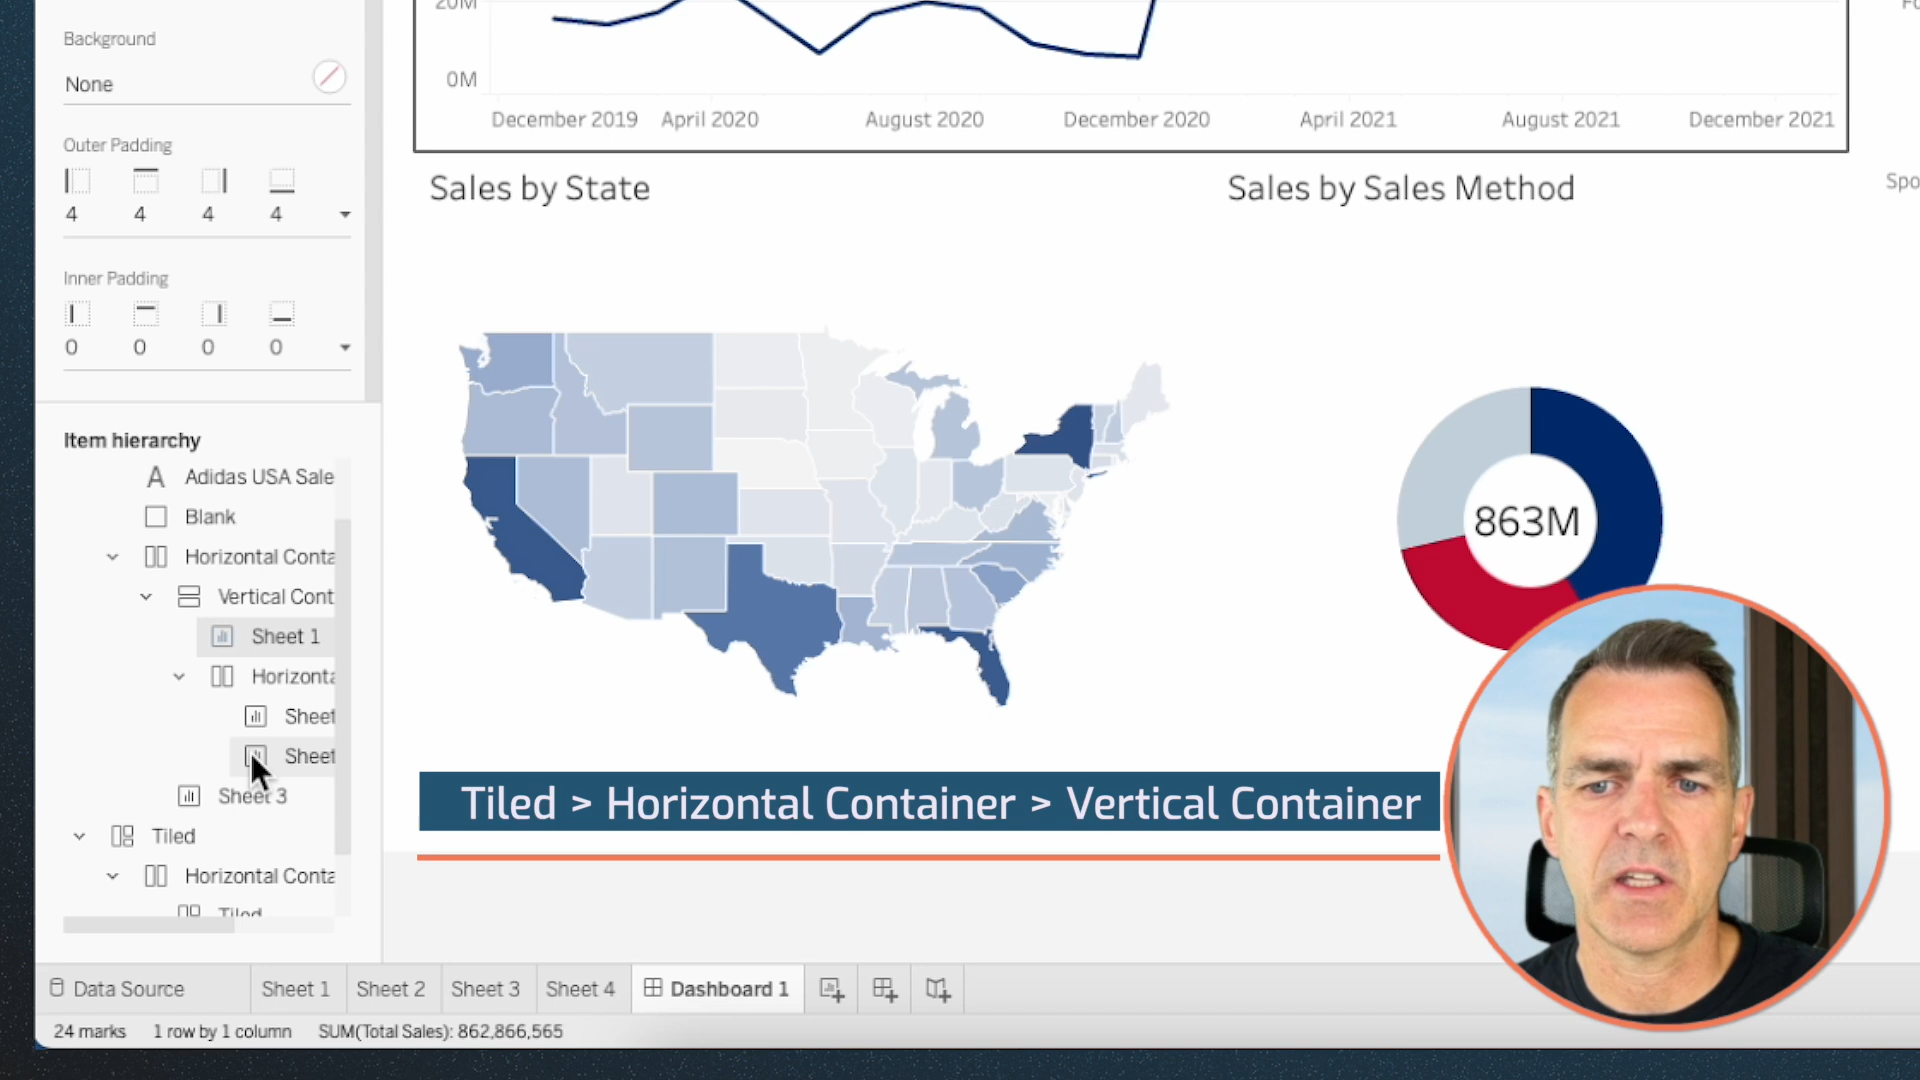 Background
None
Outer Padding
4 4 4 4
Inner Padding
0 0 0 0
Item hierarchy
Adidas USA Sale
Blank
Horizontal Conta
Vertical Cont
Sheet 1
Horizonta
Sheet
Sheet
Sheet 3
Tiled
Horizontal Conta
Tiled
20M
0M
December 2019 April 2020 August 2020 December 2020 April 2021 August 2021 December 2021
Sales by State
Sales by Sales Method
Spo
863M
Tiled > Horizontal Container > Vertical Container
Data Source Sheet 1 Sheet 2 Sheet 3 Sheet 4 Dashboard 1
24 marks 1 row by 1 column SUM(Total Sales): 862,866,565